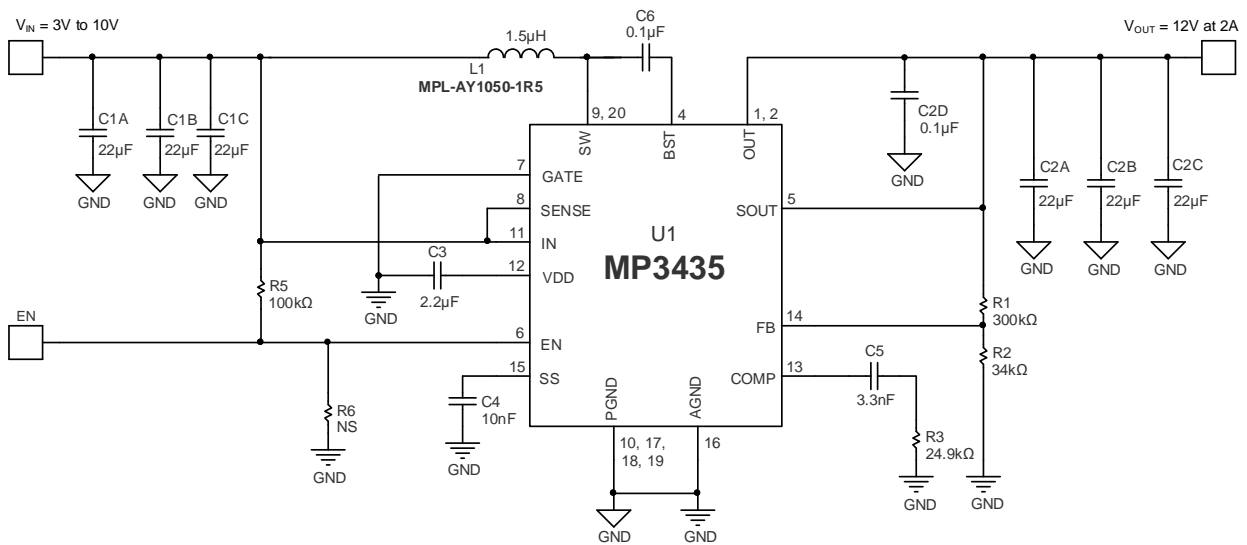 V_IN = 3V to 10V
C6
0.1µF
V_OUT = 12V at 2A
1.5µH
L1
MPL-AY1050-1R5
9, 20
4
1, 2
C1A
22µF
C1B
22µF
C1C
22µF
C2D
0.1µF
GND
GND
GND
GND
SW
BST
OUT
7
GATE
8
SENSE
11
IN
12
VDD
5
SOUT
C2A
22µF
C2B
22µF
C2C
22µF
GND
GND
GND
U1
MP3435
C3
2.2µF
GND
R5
100kΩ
R1
300kΩ
EN
6
EN
14
FB
R2
34kΩ
15
SS
13
COMP
C5
3.3nF
C4
10nF
GND
R6
NS
GND
PGND
AGND
10, 17,
18, 19
16
R3
24.9kΩ
GND
GND
GND
GND